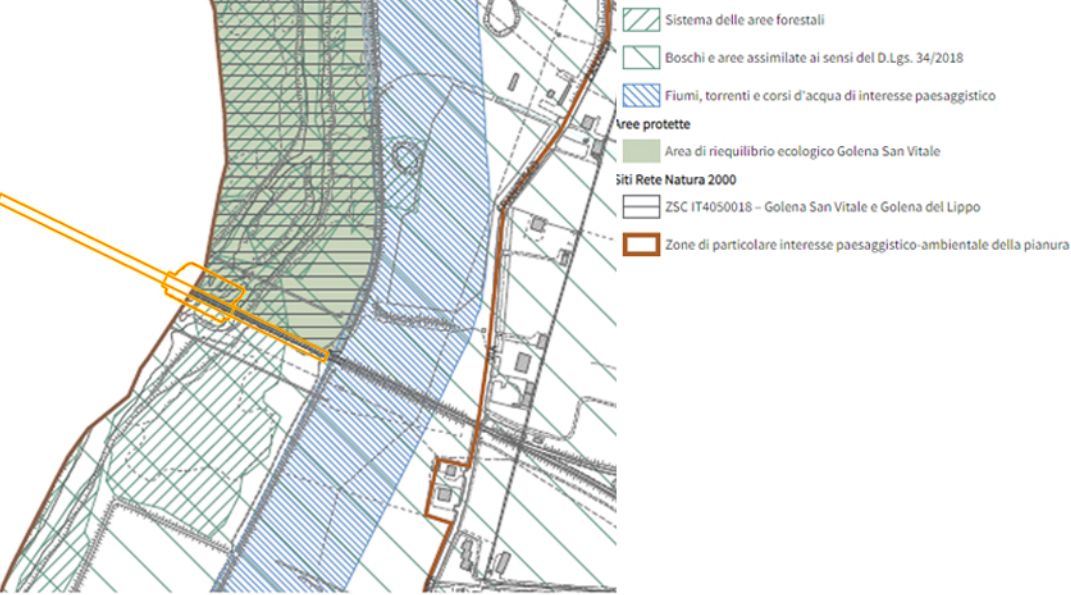 Sistema delle aree forestali
Boschi e aree assimilate ai sensi del D.Lgs. 34/2018
Fiumi, torrenti e corsi d'acqua di interesse paesaggistico
Aree protette
Area di riequilibrio ecologico Golena San Vitale
Siti Rete Natura 2000
ZSC IT4050018 – Golena San Vitale e Golena del Lippo
Zone di particolare interesse paesaggistico-ambientale della pianura